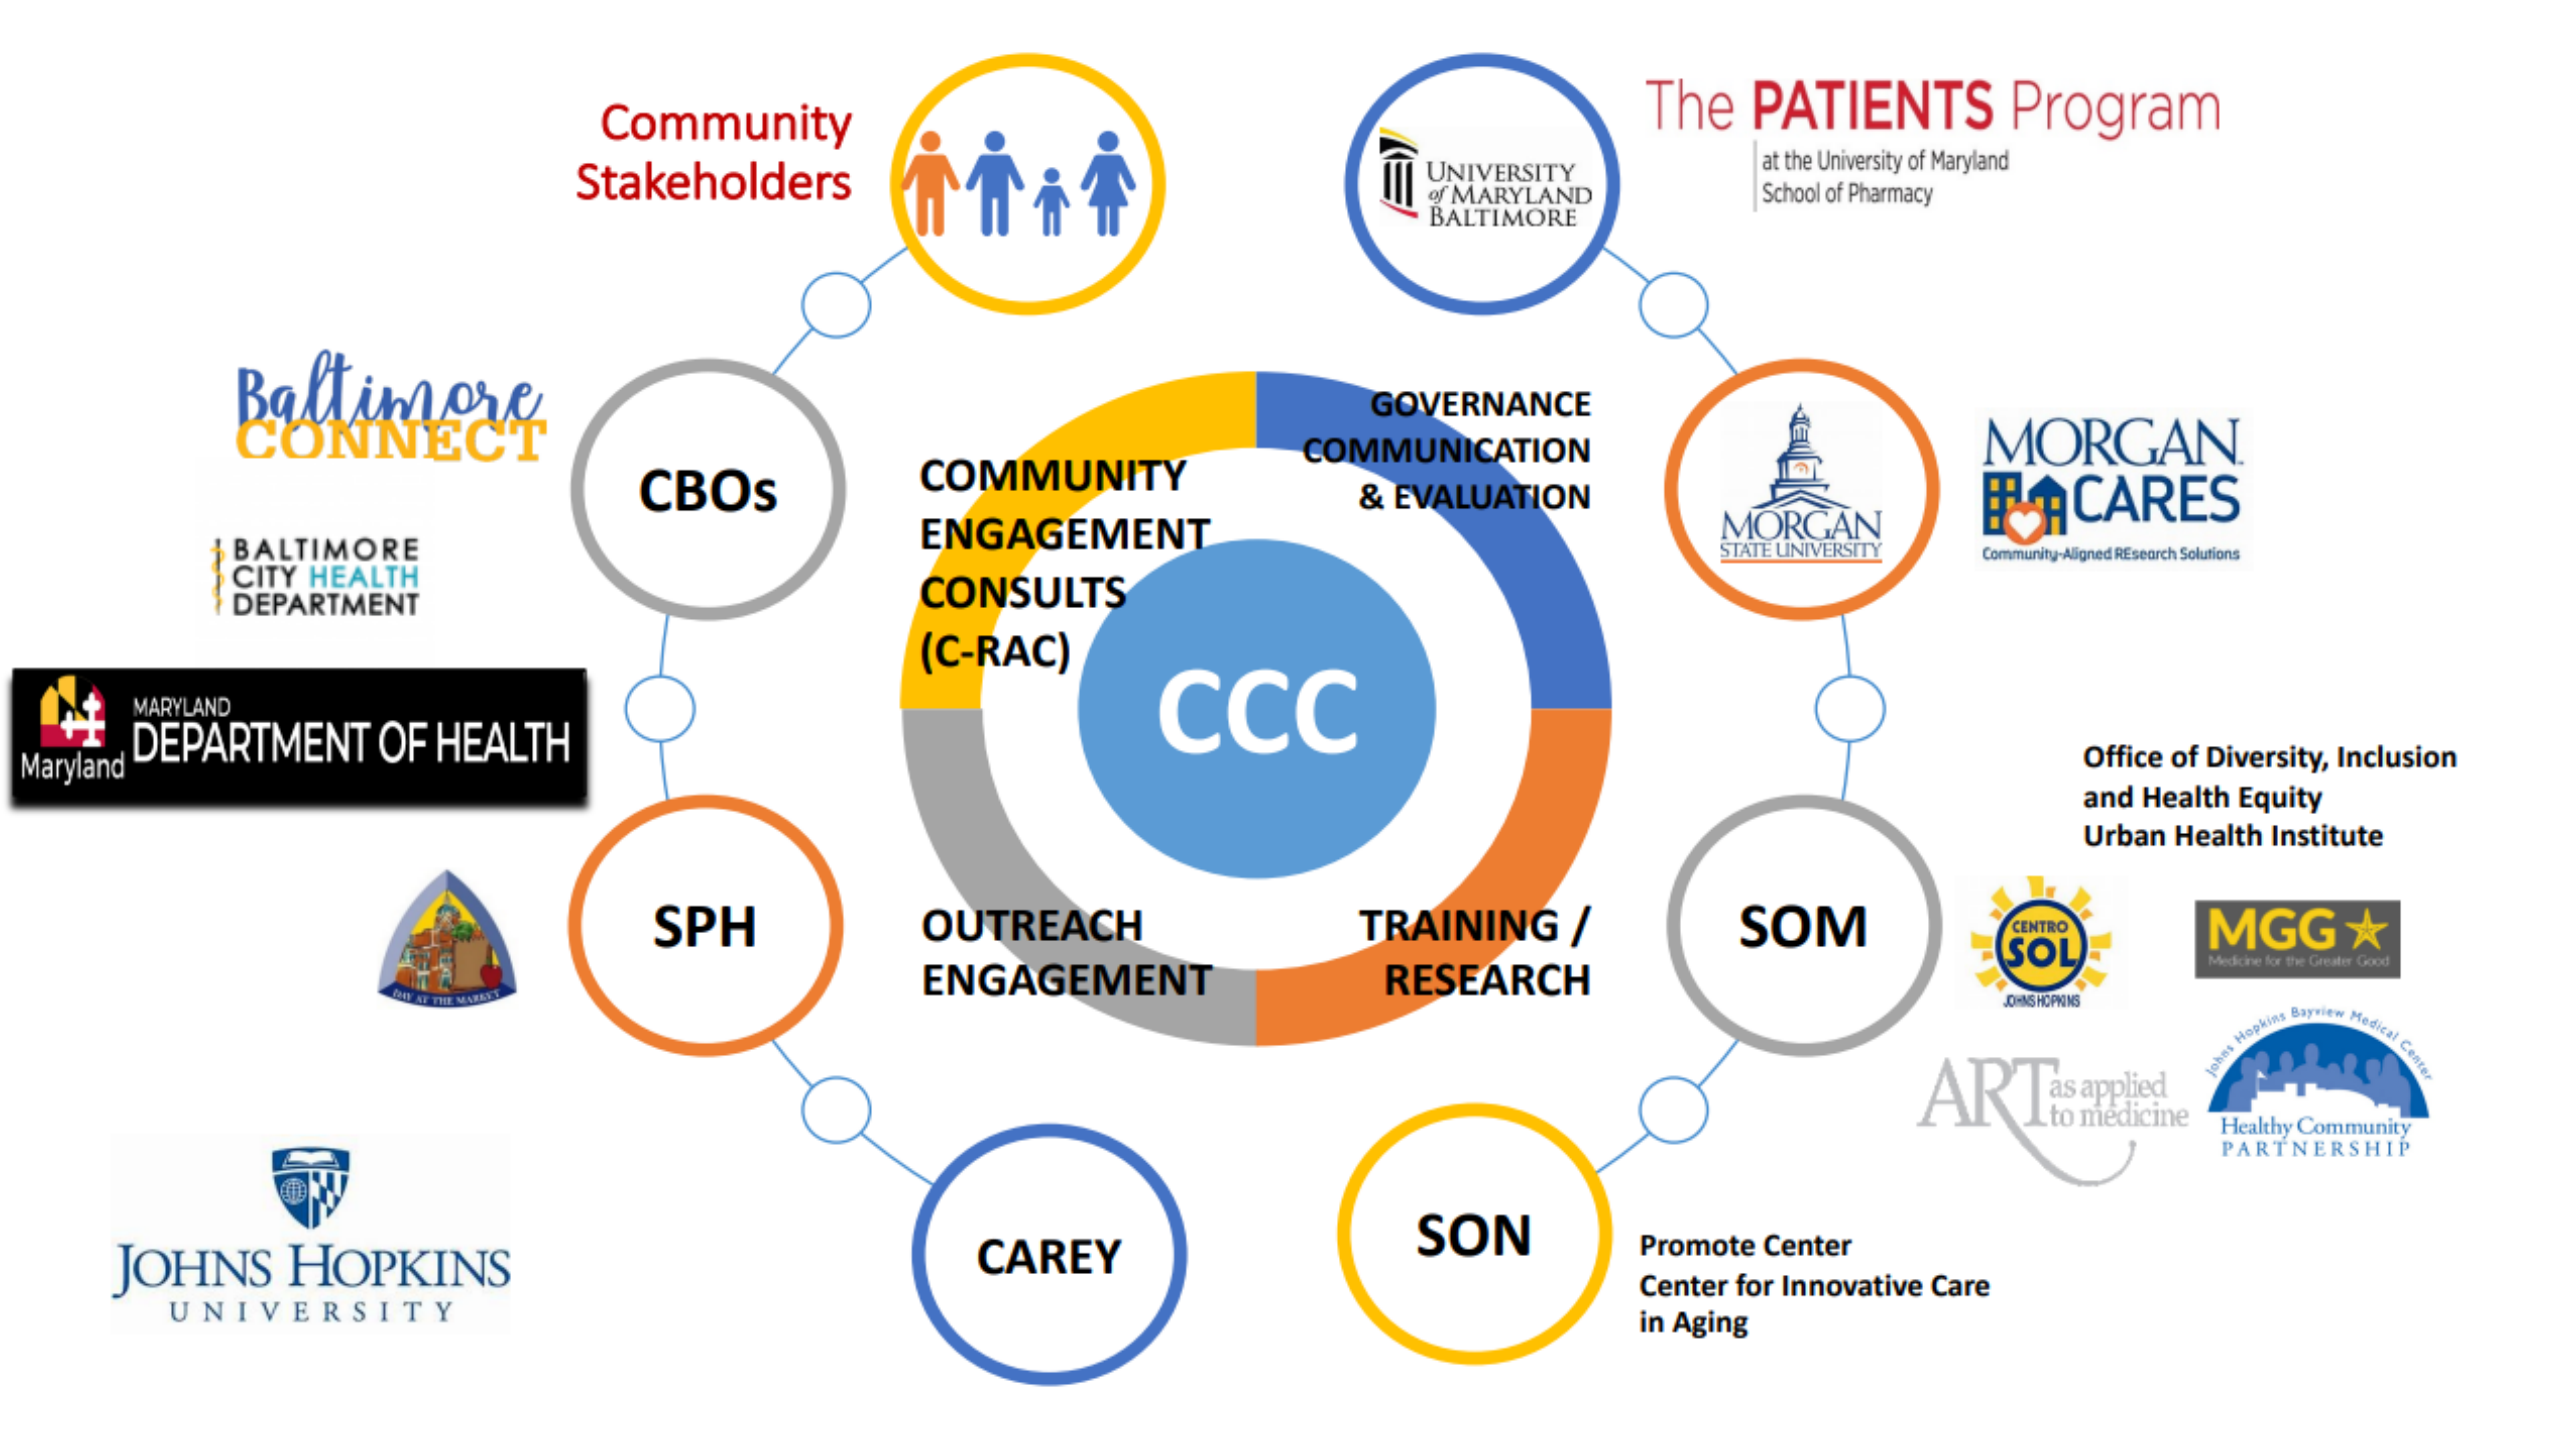 Community
Stakeholders
UNIVERSITY
of MARYLAND
BALTIMORE
The PATIENTS Program
at the University of Maryland
School of Pharmacy
Baltimore
CONNECT
BALTIMORE
CITY HEALTH
DEPARTMENT
CBOs
COMMUNITY
ENGAGEMENT
CONSULTS
(C-RAC)
GOVERNANCE
COMMUNICATION
& EVALUATION
MORGAN
STATE UNIVERSITY
MORGAN
CARES
Community-Aligned REsearch Solutions
Maryland
MARYLAND
DEPARTMENT OF HEALTH
CCC
Office of Diversity, Inclusion
and Health Equity
Urban Health Institute
DAY AT THE MARKET
SPH
OUTREACH
ENGAGEMENT
TRAINING /
RESEARCH
SOM
CENTRO
SOL
JOHNS HOPKINS
MGG
Medicine for the Greater Good
ART as applied
to medicine
Johns Hopkins Bayview Medical Center
Healthy Community
PARTNERSHIP
JOHNS HOPKINS
UNIVERSITY
CAREY
SON
Promote Center
Center for Innovative Care
in Aging